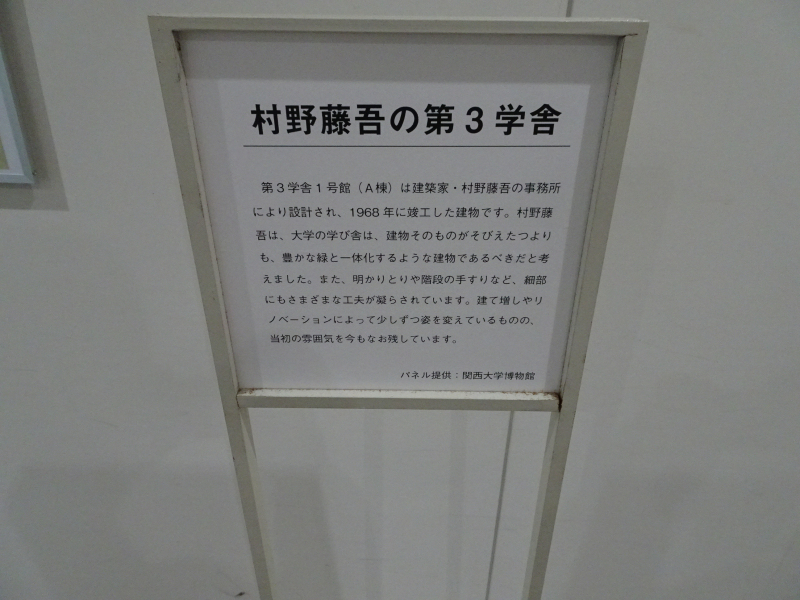 村野藤吾の第３学舎
第３学舎１号館（Ａ棟）は建築家・村野藤吾の事務所
により設計され、1968年に竣工した建物です。村野藤
吾は、大学の学び舎は、建物そのものがそびえたつより
も、豊かな緑と一体化するような建物であるべきだと考
えました。また、明かりとりや階段の手すりなど、細部
にもさまざまな工夫が凝らされています。建て増しやリ
ノベーションによって少しずつ姿を変えているものの、
当初の雰囲気を今もなお残しています。
パネル提供：関西大学博物館